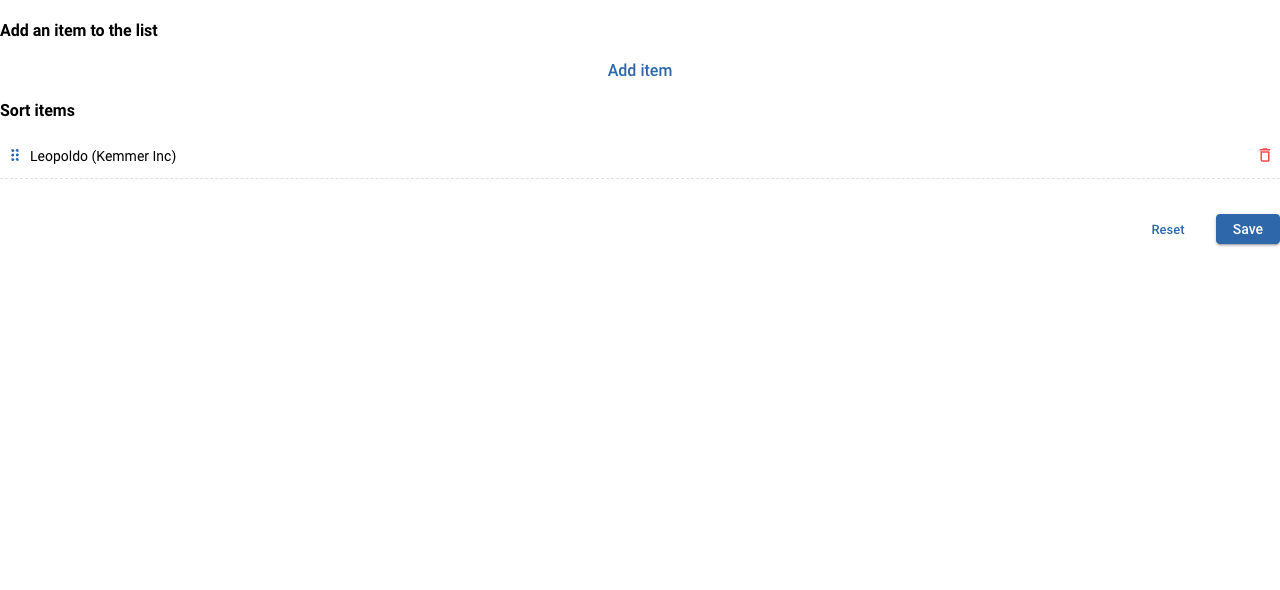 Add an item to the list
Add item
Sort items
Leopoldo (Kemmer Inc)
Reset
Save